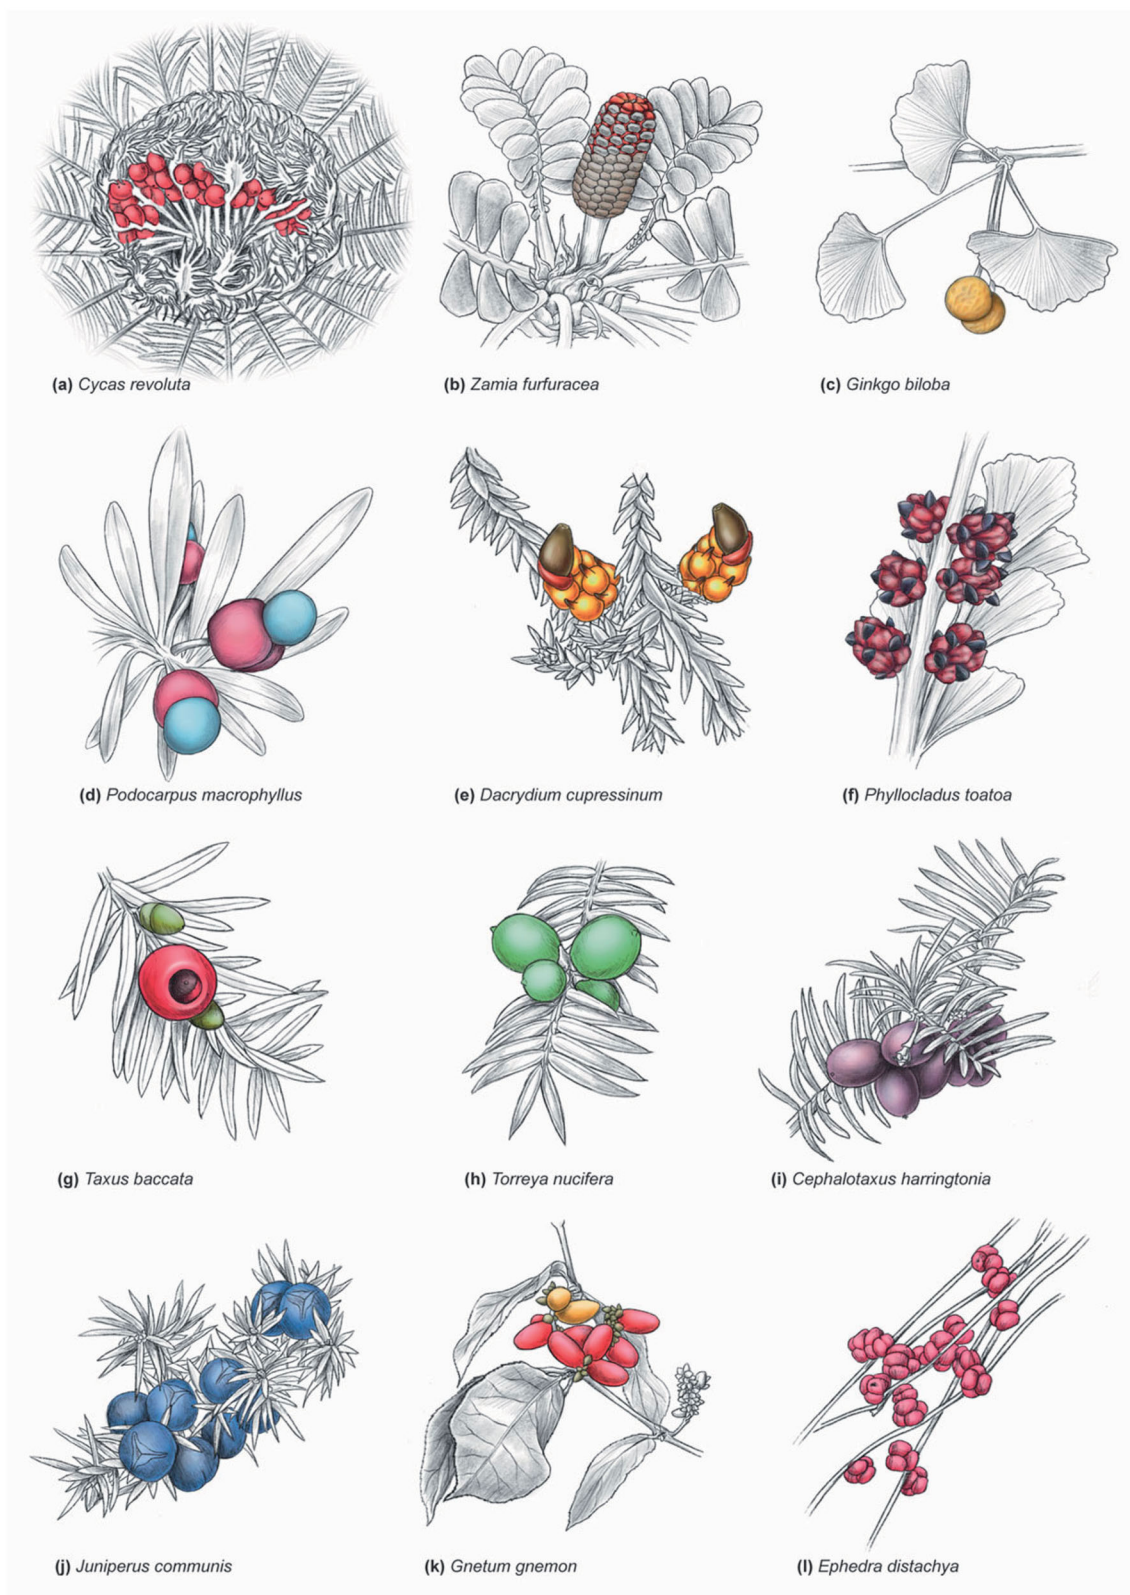 (a) Cycas revoluta
(b) Zamia furfuracea
(c) Ginkgo biloba
(d) Podocarpus macrophyllus
(e) Dacrydium cupressinum
(f) Phyllocladus toatoa
(g) Taxus baccata
(h) Torreya nucifera
(i) Cephalotaxus harringtonia
(j) Juniperus communis
(k) Gnetum gnemon
(l) Ephedra distachya